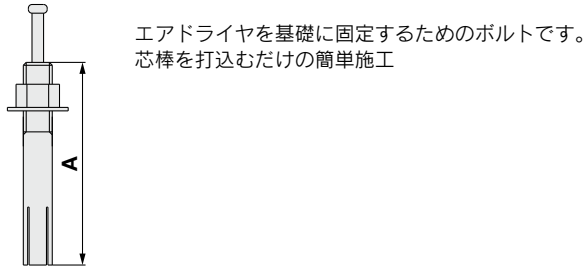 エアドライヤを基礎に固定するためのボルトです。
芯棒を打込むだけの簡単施工
A